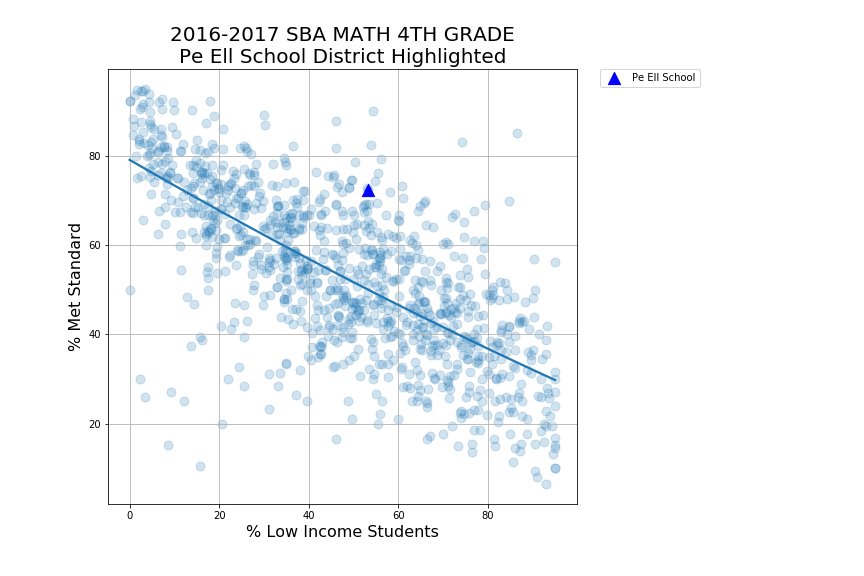 2016-2017 SBA MATH 4TH GRADE
Pe Ell School District Highlighted
Pe Ell School
80
60
40
20
% Met Standard
0 20 40 60 80
% Low Income Students